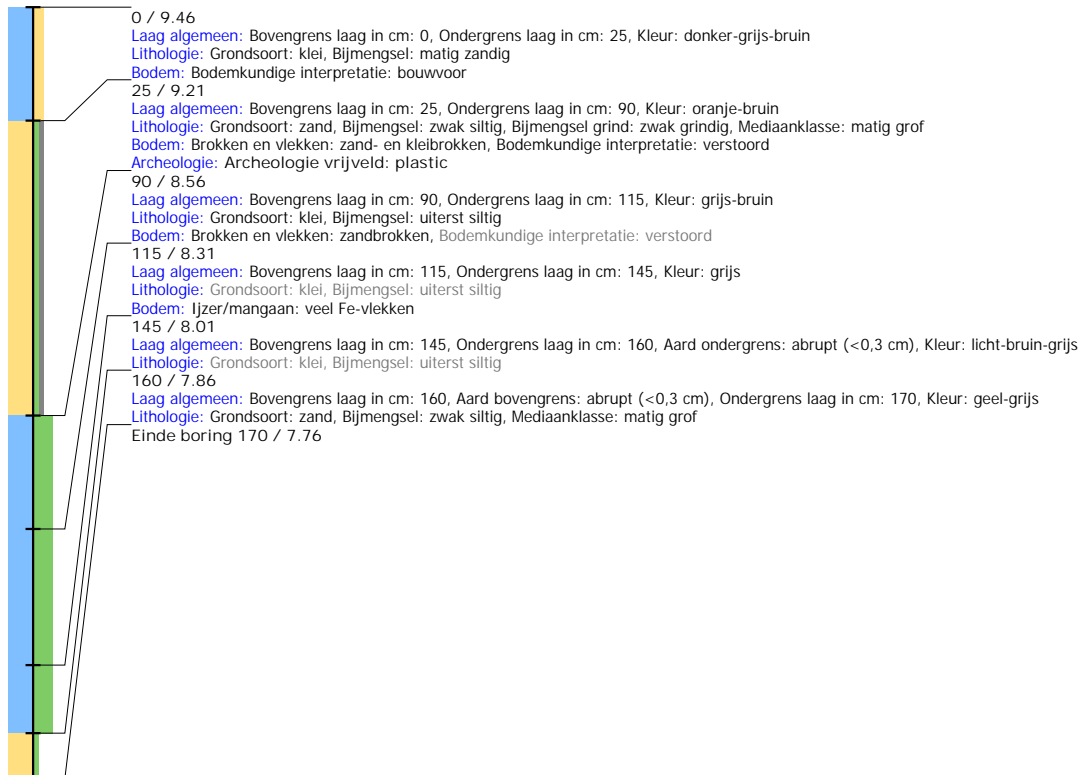 0 / 9.46
Laag algemeen: Bovengrens laag in cm: 0, Ondergrens laag in cm: 25, Kleur: donker-grijs-bruin
Lithologie: Grondsoort: klei, Bijmengsel: matig zandig
Bodem: Bodemkundige interpretatie: bouwvoor
25 / 9.21
Laag algemeen: Bovengrens laag in cm: 25, Ondergrens laag in cm: 90, Kleur: oranje-bruin
Lithologie: Grondsoort: zand, Bijmengsel: zwak siltig, Bijmengsel grind: zwak grindig, Mediaanklasse: matig grof
Bodem: Brokken en vlekken: zand- en kleibrokken, Bodemkundige interpretatie: verstoord
Archeologie: Archeologie vrijveld: plastic
90 / 8.56
Laag algemeen: Bovengrens laag in cm: 90, Ondergrens laag in cm: 115, Kleur: grijs-bruin
Lithologie: Grondsoort: klei, Bijmengsel: uiterst siltig
Bodem: Brokken en vlekken: zandbrokken, Bodemkundige interpretatie: verstoord
115 / 8.31
Laag algemeen: Bovengrens laag in cm: 115, Ondergrens laag in cm: 145, Kleur: grijs
Lithologie: Grondsoort: klei, Bijmengsel: uiterst siltig
Bodem: Ijzer/mangaan: veel Fe-vlekken
145 / 8.01
Laag algemeen: Bovengrens laag in cm: 145, Ondergrens laag in cm: 160, Aard ondergrens: abrupt (<0,3 cm), Kleur: licht-bruin-grijs
Lithologie: Grondsoort: klei, Bijmengsel: uiterst siltig
160 / 7.86
Laag algemeen: Bovengrens laag in cm: 160, Aard bovengrens: abrupt (<0,3 cm), Ondergrens laag in cm: 170, Kleur: geel-grijs
Lithologie: Grondsoort: zand, Bijmengsel: zwak siltig, Mediaanklasse: matig grof
Einde boring 170 / 7.76